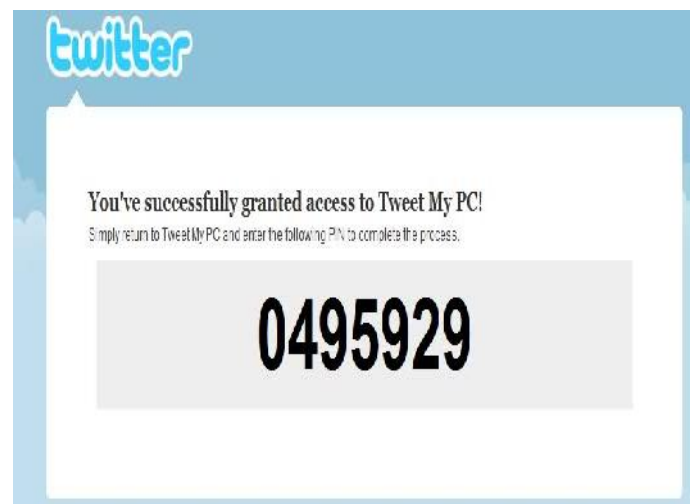 twitter
You've successfully granted access to Tweet My PC!
Simply return to Tweet My PC and enter the following PIN to complete the process.
0495929